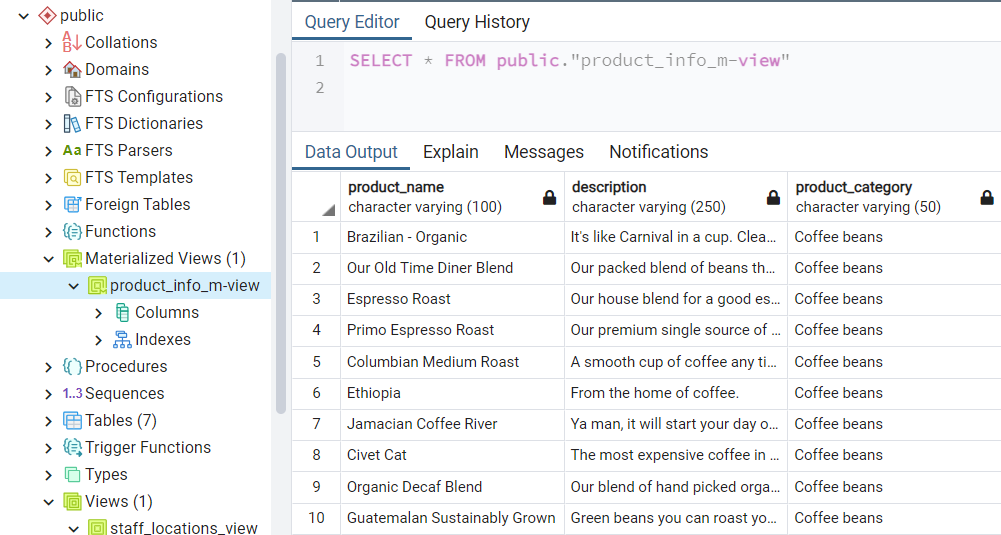 public
Collations
Domains
FTS Configurations
FTS Dictionaries
Aa FTS Parsers
FTS Templates
Foreign Tables
Functions
Materialized Views (1)
product_info_m-view
Columns
Indexes
Procedures
1..3 Sequences
Tables (7)
Trigger Functions
Types
Views (1)
staff_locations_view
Query Editor Query History
1 SELECT * FROM public."product_info_m-view"
2
Data Output Explain Messages Notifications
product_name description product_category
character varying (100) character varying (250) character varying (50)
1 Brazilian - Organic It's like Carnival in a cup. Clea... Coffee beans
2 Our Old Time Diner Blend Our packed blend of beans th... Coffee beans
3 Espresso Roast Our house blend for a good es... Coffee beans
4 Primo Espresso Roast Our premium single source of ... Coffee beans
5 Columbian Medium Roast A smooth cup of coffee any ti... Coffee beans
6 Ethiopia From the home of coffee. Coffee beans
7 Jamacian Coffee River Ya man, it will start your day o... Coffee beans
8 Civet Cat The most expensive coffee in ... Coffee beans
9 Organic Decaf Blend Our blend of hand picked orga... Coffee beans
10 Guatemalan Sustainably Grown Green beans you can roast yo... Coffee beans